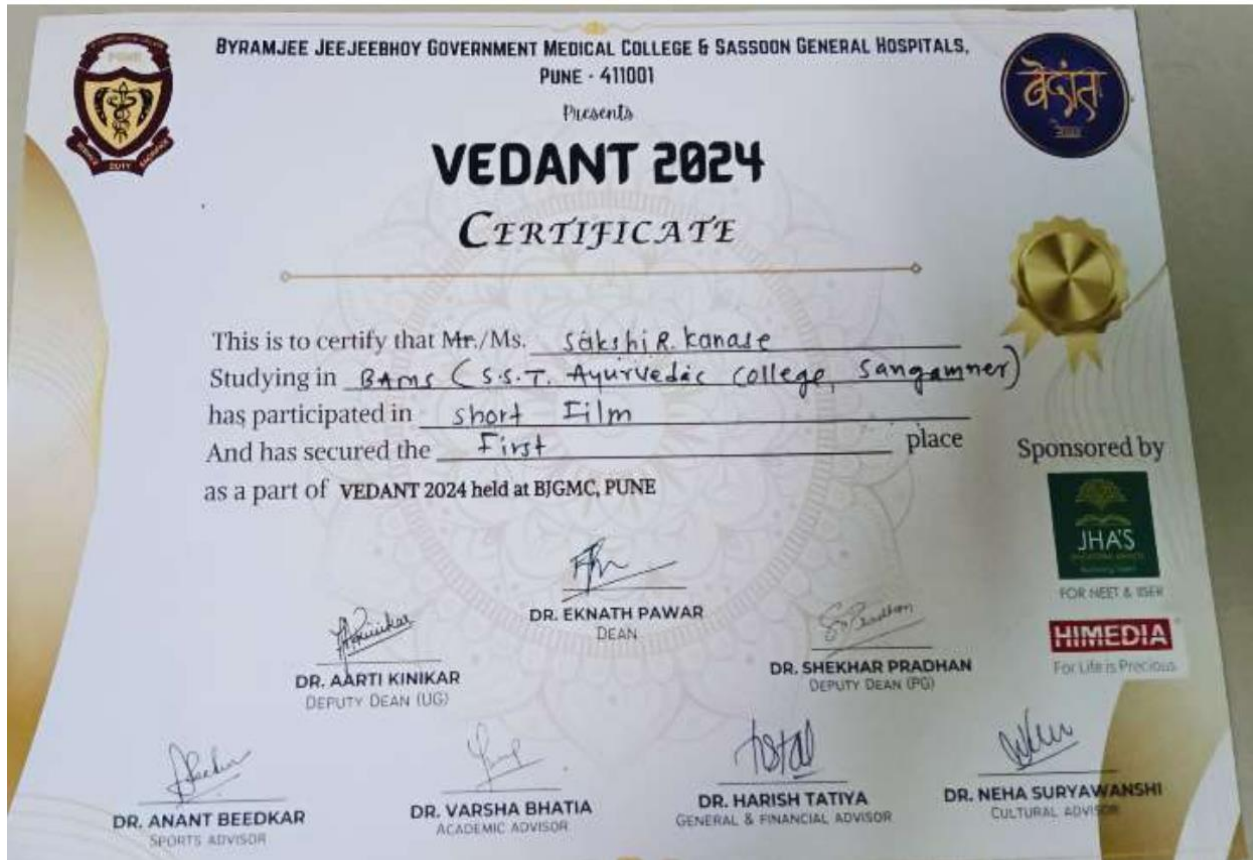 BYRAMJEE JEEJEEBHOY GOVERNMENT MEDICAL COLLEGE & SASSOON GENERAL HOSPITALS,
PUNE - 411001
Presents
VEDANT 2024
CERTIFICATE
वेदांत
SERVICE DUTY SACRIFICE
This is to certify that Mr./Ms. Sakshi R. Kanase
Studying in BAMS (S.S.T. Ayurvedic College, Sangamner)
has participated in Short Film
And has secured the First place
as a part of VEDANT 2024 held at BJGMC, PUNE
Sponsored by
JHA'S
FOR NEET & IISER
HIMEDIA
For Life is Precious
DR. EKNATH PAWAR
DEAN
DR. AARTI KINIKAR
DEPUTY DEAN (UG)
DR. SHEKHAR PRADHAN
DEPUTY DEAN (PG)
DR. ANANT BEEDKAR
SPORTS ADVISOR
DR. VARSHA BHATIA
ACADEMIC ADVISOR
DR. HARISH TATIYA
GENERAL & FINANCIAL ADVISOR
DR. NEHA SURYAWANSHI
CULTURAL ADVISOR